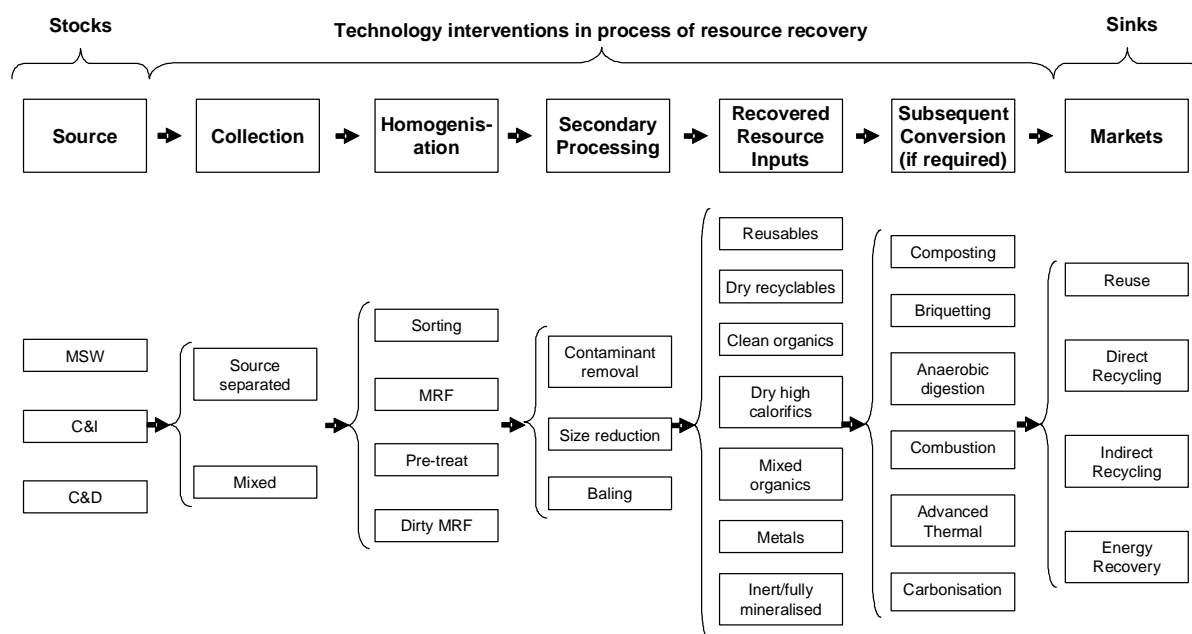 Stocks
Technology interventions in process of resource recovery
Sinks
Source
Collection
Homogenis-
ation
Secondary
Processing
Recovered
Resource
Inputs
Subsequent
Conversion
(if required)
Markets
MSW
C&I
C&D
Source
separated
Mixed
Sorting
MRF
Pre-treat
Dirty MRF
Contaminant
removal
Size reduction
Baling
Reusables
Dry recyclables
Clean organics
Dry high
calorifics
Mixed
organics
Metals
Inert/fully
mineralised
Composting
Briquetting
Anaerobic
digestion
Combustion
Advanced
Thermal
Carbonisation
Reuse
Direct
Recycling
Indirect
Recycling
Energy
Recovery